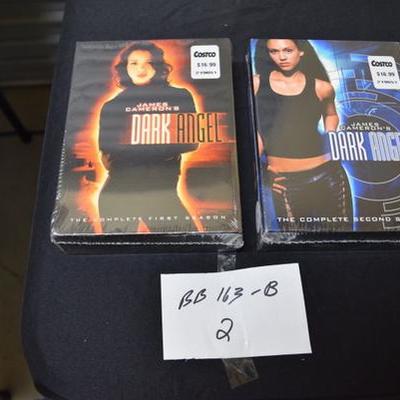 COSTCO
$16.99
JAMES
CAMERON'S
DARK ANGEL
THE COMPLETE FIRST SEASON
COSTCO
$16.99
JAMES
CAMERON'S
DARK ANGE
THE COMPLETE SECOND S
BB 163-B
2